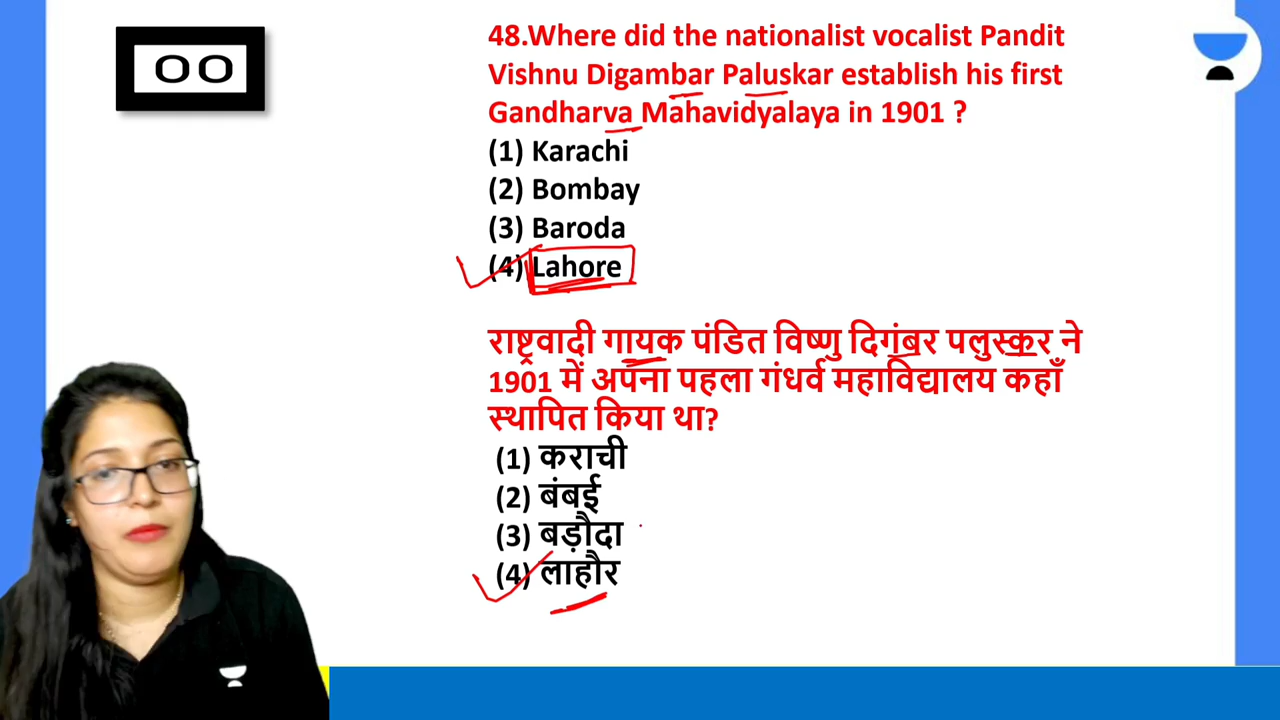 00
48.Where did the nationalist vocalist Pandit
Vishnu Digambar Paluskar establish his first
Gandharva Mahavidyalaya in 1901 ?
(1) Karachi
(2) Bombay
(3) Baroda
(4) Lahore
राष्ट्रवादी गायक पंडित विष्णु दिगंबर पलुस्कर ने
1901 में अपना पहला गंधर्व महाविद्यालय कहाँ
स्थापित किया था?
(1) कराची
(2) बंबई
(3) बड़ौदा
(4) लाहौर